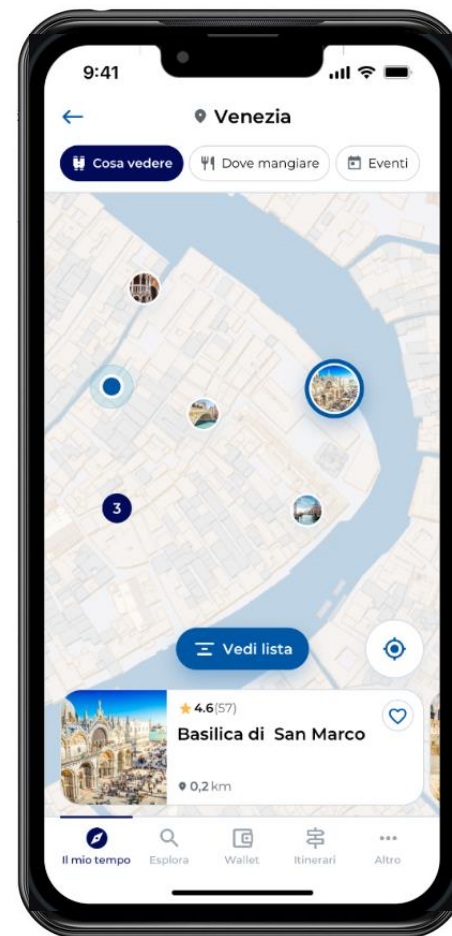 9:41
Venezia
Cosa vedere Dove mangiare Eventi
3
Vedi lista
4.6(57)
Basilica di San Marco
0,2 km
Il mio tempo Esplora Wallet Itinerari Altro